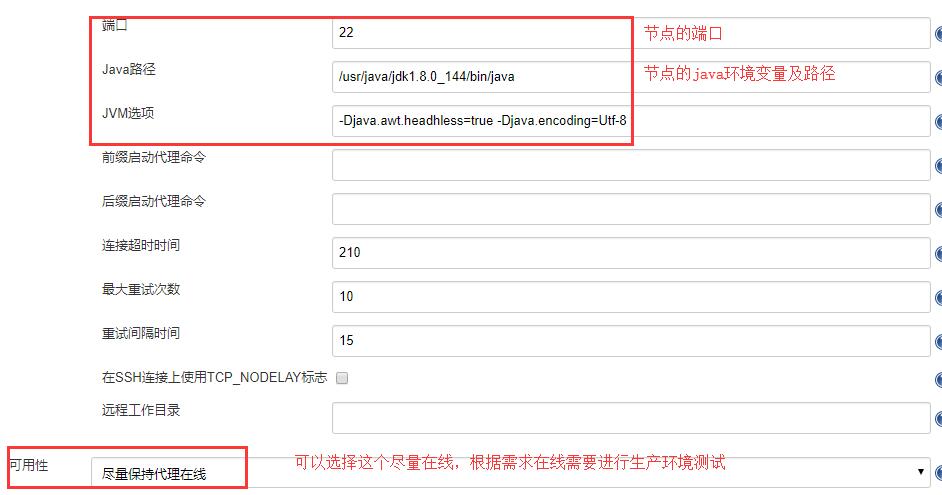 端口
22
节点的端口
Java路径
/usr/java/jdk1.8.0_144/bin/java
节点的java环境变量及路径
JVM选项
-Djava.awt.headhless=true -Djava.encoding=Utf-8
前缀启动代理命令
后缀启动代理命令
连接超时时间
210
最大重试次数
10
重试间隔时间
15
在SSH连接上使用TCP_NODELAY标志
远程工作目录
可用性
尽量保持代理在线
可以选择这个尽量在线，根据需求在线需要进行生产环境测试